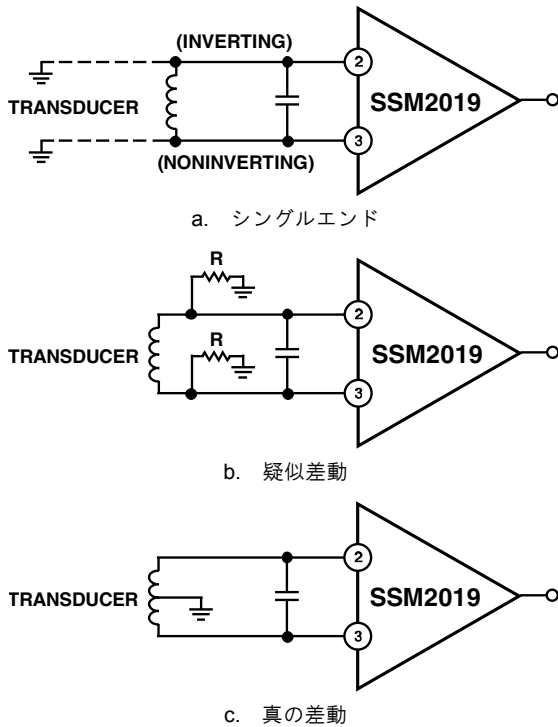 (INVERTING)
2
TRANSDUCER
SSM2019
3
(NONINVERTING)
a. シングルエンド
R
2
R
TRANSDUCER
SSM2019
3
b. 疑似差動
2
TRANSDUCER
SSM2019
3
c. 真の差動